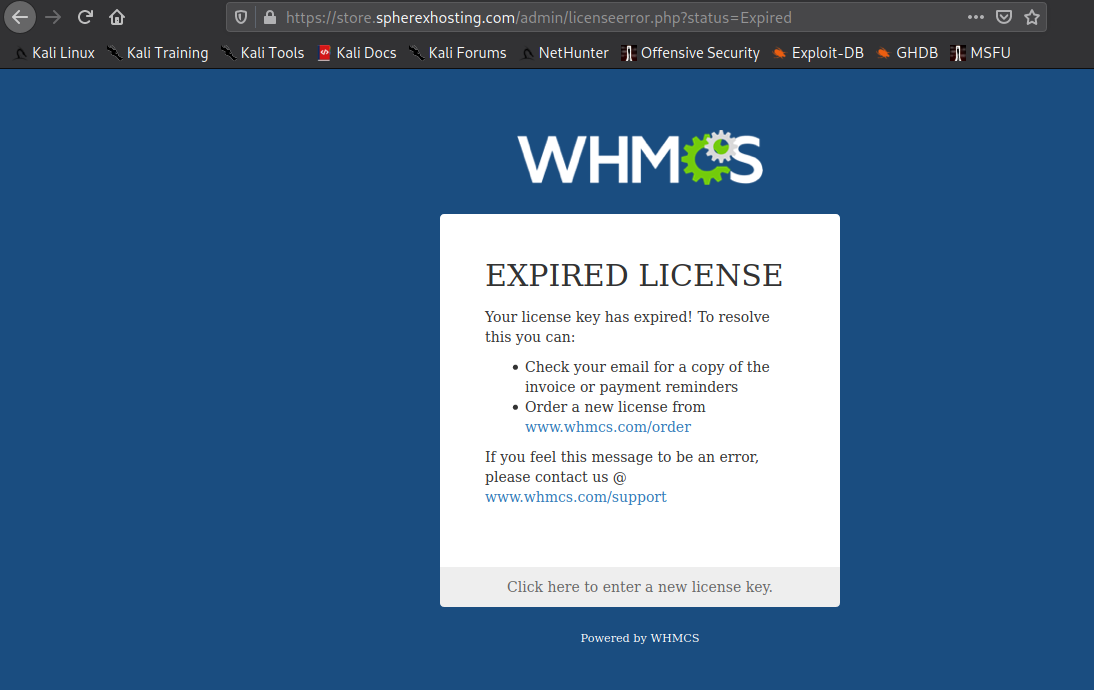 https://store.spherexhosting.com/admin/licenseerror.php?status=Expired
Kali Linux Kali Training Kali Tools Kali Docs Kali Forums NetHunter Offensive Security Exploit-DB GHDB MSFU
WHMCS
EXPIRED LICENSE
Your license key has expired! To resolve
this you can:
• Check your email for a copy of the
invoice or payment reminders
• Order a new license from
www.whmcs.com/order
If you feel this message to be an error,
please contact us @
www.whmcs.com/support
Click here to enter a new license key.
Powered by WHMCS